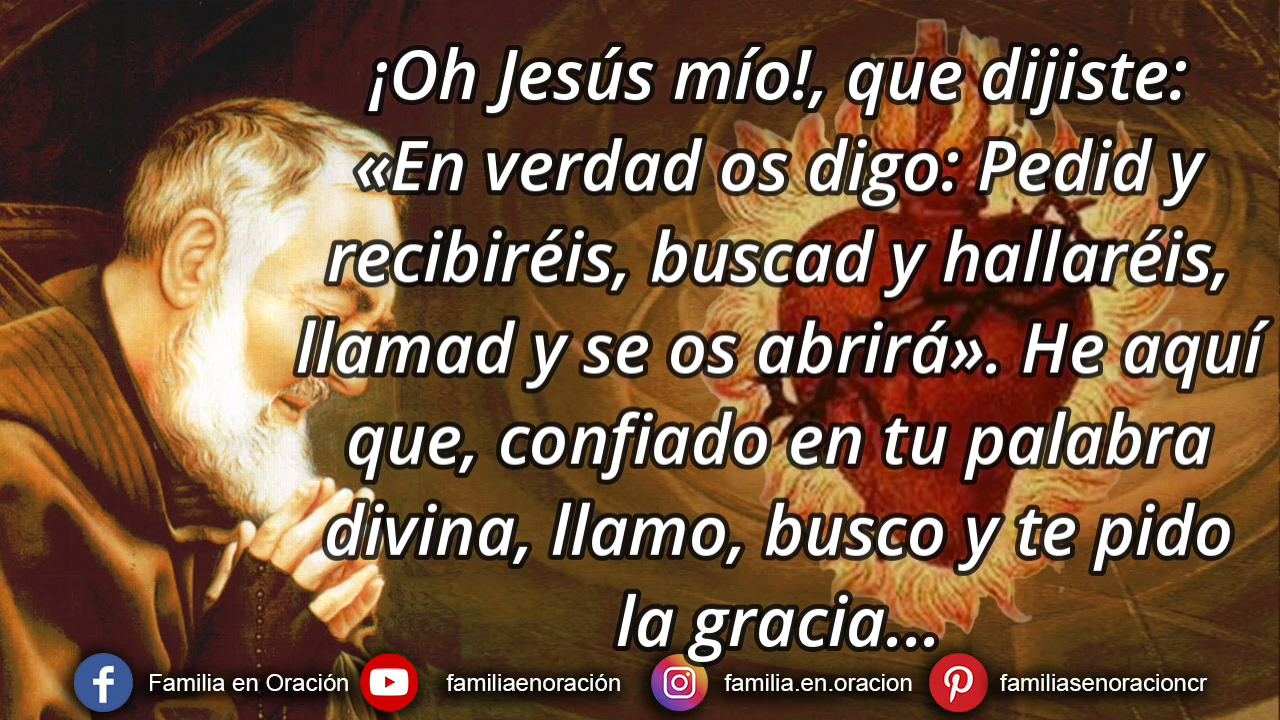 ¡Oh Jesús mío!, que dijiste:
«En verdad os digo: Pedid y
recibiréis, buscad y hallaréis,
llamad y se os abrirá». He aquí
que, confiado en tu palabra
divina, llamo, busco y te pido
la gracia...
Familia en Oración
familiaenoración
familia.en.oracion
familiasenoracioncr